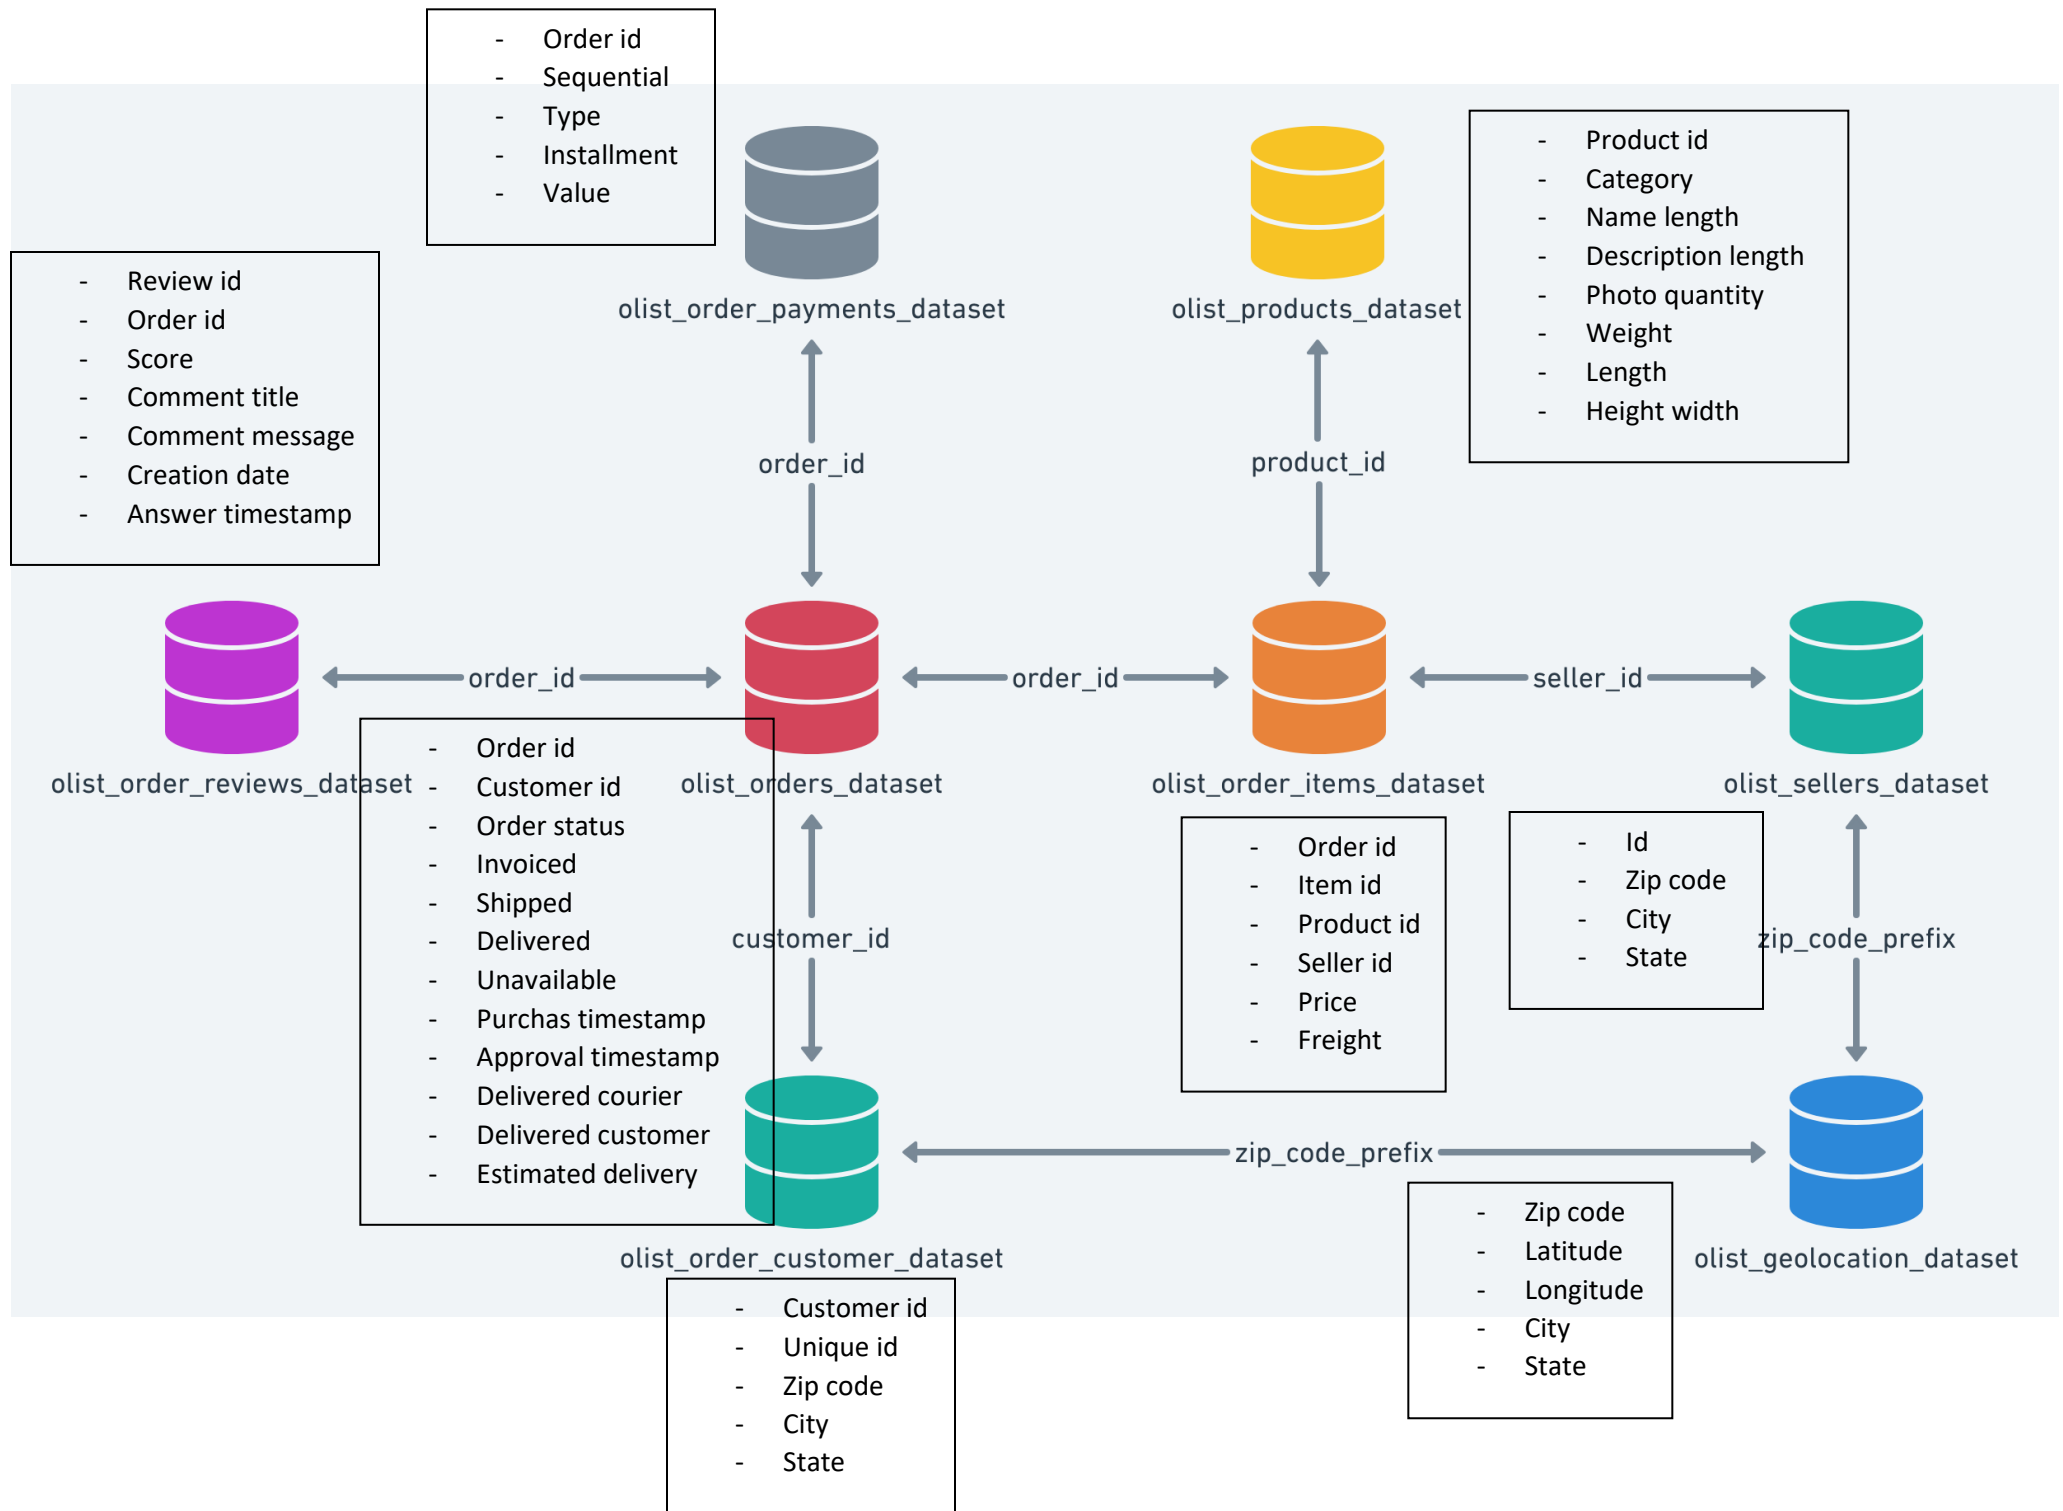 - Order id
- Sequential
- Type
- Installment
- Value
- Product id
- Category
- Name length
- Description length
- Photo quantity
- Weight
- Length
- Height width
- Review id
- Order id
- Score
- Comment title
- Comment message
- Creation date
- Answer timestamp
olist_order_payments_dataset
olist_products_dataset
order_id
product_id
order_id
order_id
seller_id
olist_order_reviews_dataset
olist_orders_dataset
olist_order_items_dataset
olist_sellers_dataset
- Order id
- Customer id
- Order status
- Invoiced
- Shipped
- Delivered
- Unavailable
- Purchas timestamp
- Approval timestamp
- Delivered courier
- Delivered customer
- Estimated delivery
customer_id
- Order id
- Item id
- Product id
- Seller id
- Price
- Freight
- Id
- Zip code
- City
- State
zip_code_prefix
zip_code_prefix
olist_order_customer_dataset
olist_geolocation_dataset
- Customer id
- Unique id
- Zip code
- City
- State
- Zip code
- Latitude
- Longitude
- City
- State